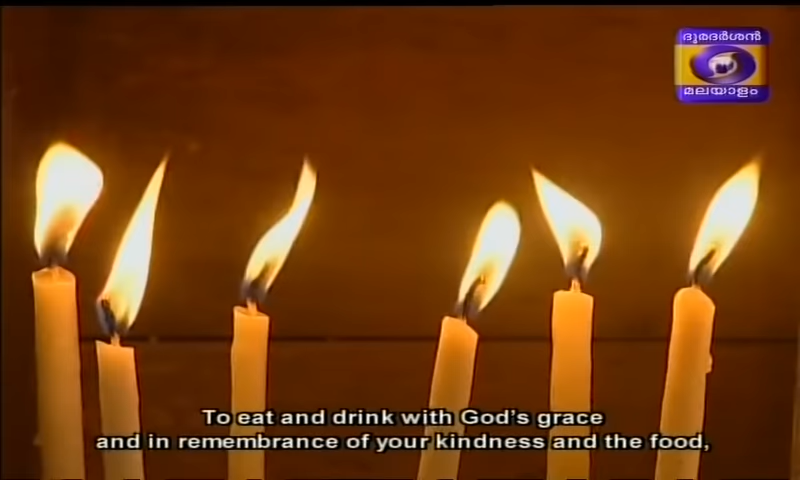 ദൂരദർശൻ
മലയാളം
To eat and drink with God's grace
and in remembrance of your kindness and the food,